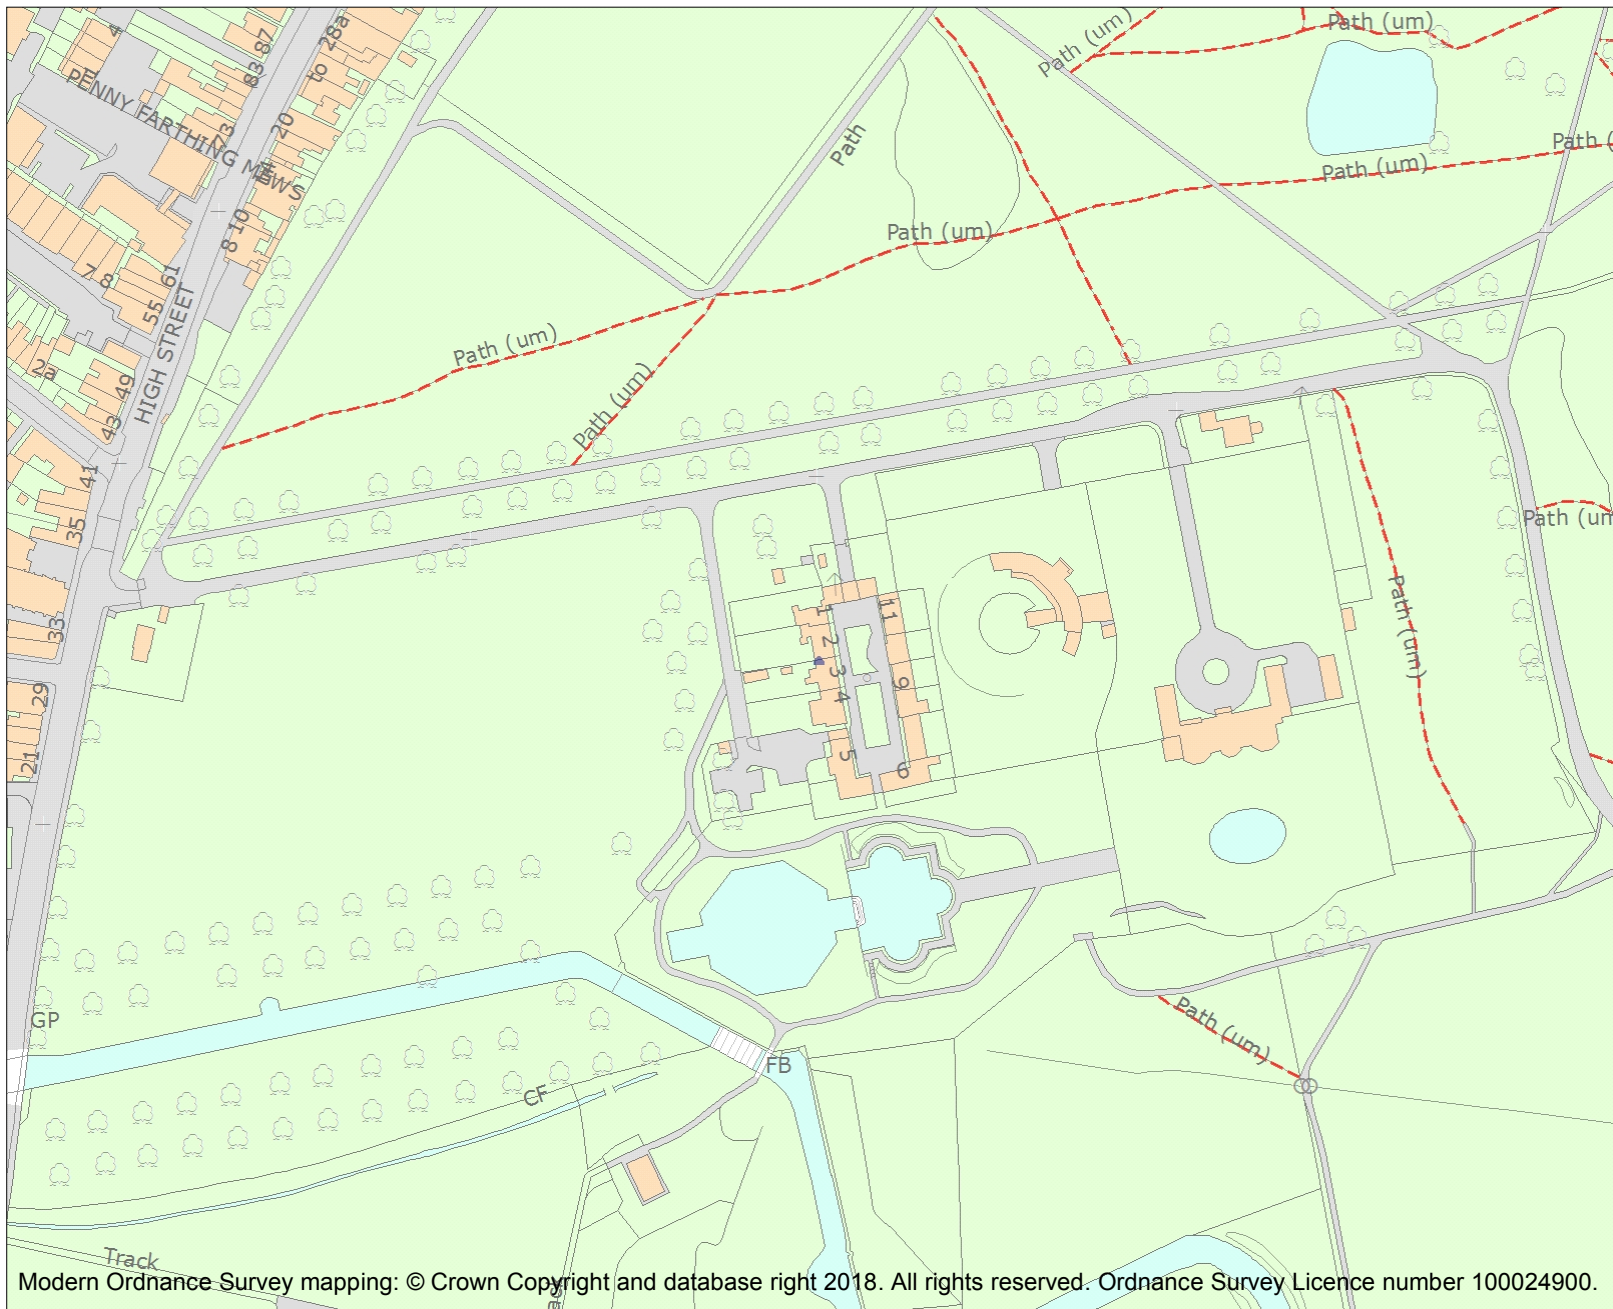 4
83 87
28a
to
PENNY FARTHING MEWS
73
20
14
8 10
7 8
61
55
HIGH STREET
2a
49
43
41
35
33
29
21
Path (um)
Path (um)
Path
Path (um)
Path (um)
Path (
Path (um)
Path (um)
Path (um
Path (um)
1
2
3
4
5
6
9
11
GP
Path (um)
FB
CF
Track
Modern Ordnance Survey mapping: © Crown Copyright and database right 2018. All rights reserved. Ordnance Survey Licence number 100024900.